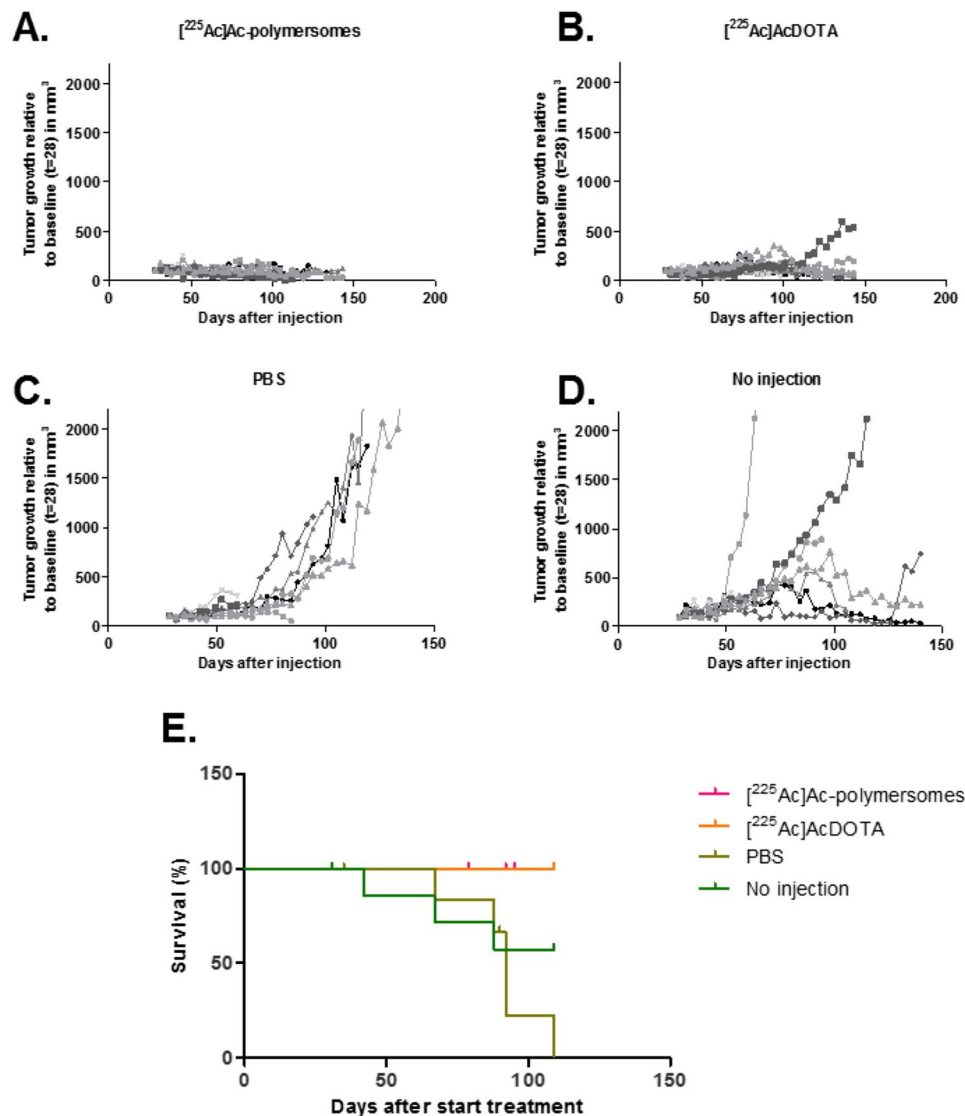 A.
[²²⁵Ac]Ac-polymersomes
Tumor growth relative
to baseline (t=28) in mm³
2000
1500
1000
500
0
0 50 100 150 200
Days after injection
B.
[²²⁵Ac]AcDOTA
Tumor growth relative
to baseline (t=28) in mm³
2000
1500
1000
500
0
0 50 100 150 200
Days after injection
C.
PBS
Tumor growth relative
to baseline (t=28) in mm³
2000
1500
1000
500
0
0 50 100 150
Days after injection
D.
No injection
Tumor growth relative
to baseline (t=28) in mm³
2000
1500
1000
500
0
0 50 100 150
Days after injection
E.
Survival (%)
150
100
50
0
0 50 100 150
Days after start treatment
[²²⁵Ac]Ac-polymersomes
[²²⁵Ac]AcDOTA
PBS
No injection